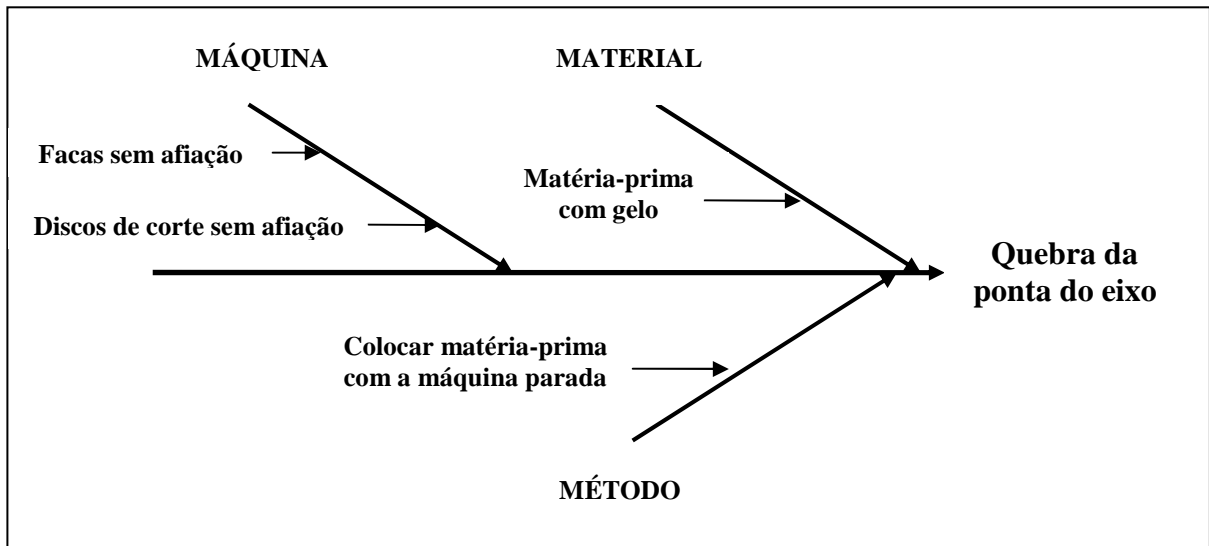 MÁQUINA
MATERIAL
Facas sem afiação
Matéria-prima
com gelo
Discos de corte sem afiação
Quebra da
ponta do eixo
Colocar matéria-prima
com a máquina parada
MÉTODO